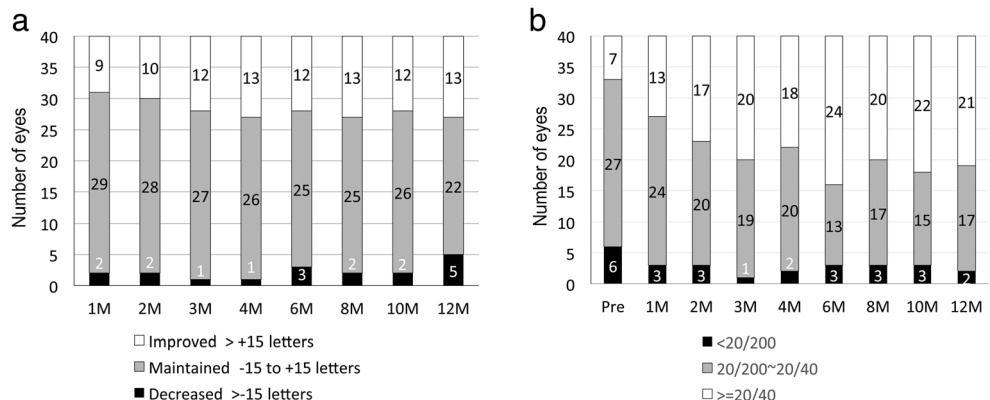 a
Number of eyes
40
35
30
25
20
15
10
5
0
9 10 12 13 12 13 12 13
29 28 27 26 25 25 26 22
2 2 1 1 3 2 2 5
1M 2M 3M 4M 6M 8M 10M 12M
Improved > +15 letters
Maintained -15 to +15 letters
Decreased >-15 letters
b
Number of eyes
40
35
30
25
20
15
10
5
0
7 13 17 20 18 24 20 22 21
27 24 20 19 20 13 17 15 17
6 3 3 1 2 3 3 3 2
Pre 1M 2M 3M 4M 6M 8M 10M 12M
<20/200
20/200~20/40
>=20/40